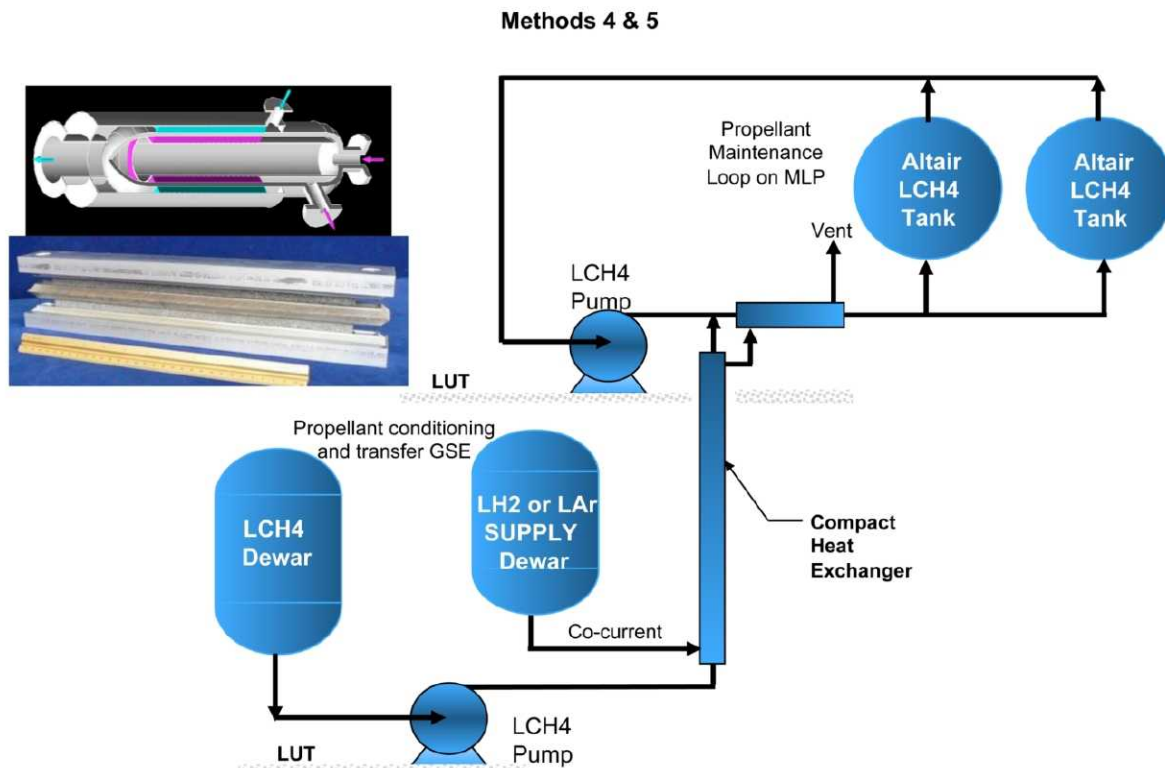 Methods 4 & 5
Propellant
Maintenance
Loop on MLP
Altair
LCH4
Tank
Altair
LCH4
Tank
Vent
LCH4
Pump
LUT
Propellant conditioning
and transfer GSE
LCH4
Dewar
LH2 or LAr
SUPPLY
Dewar
Compact
Heat
Exchanger
Co-current
LCH4
Pump
LUT